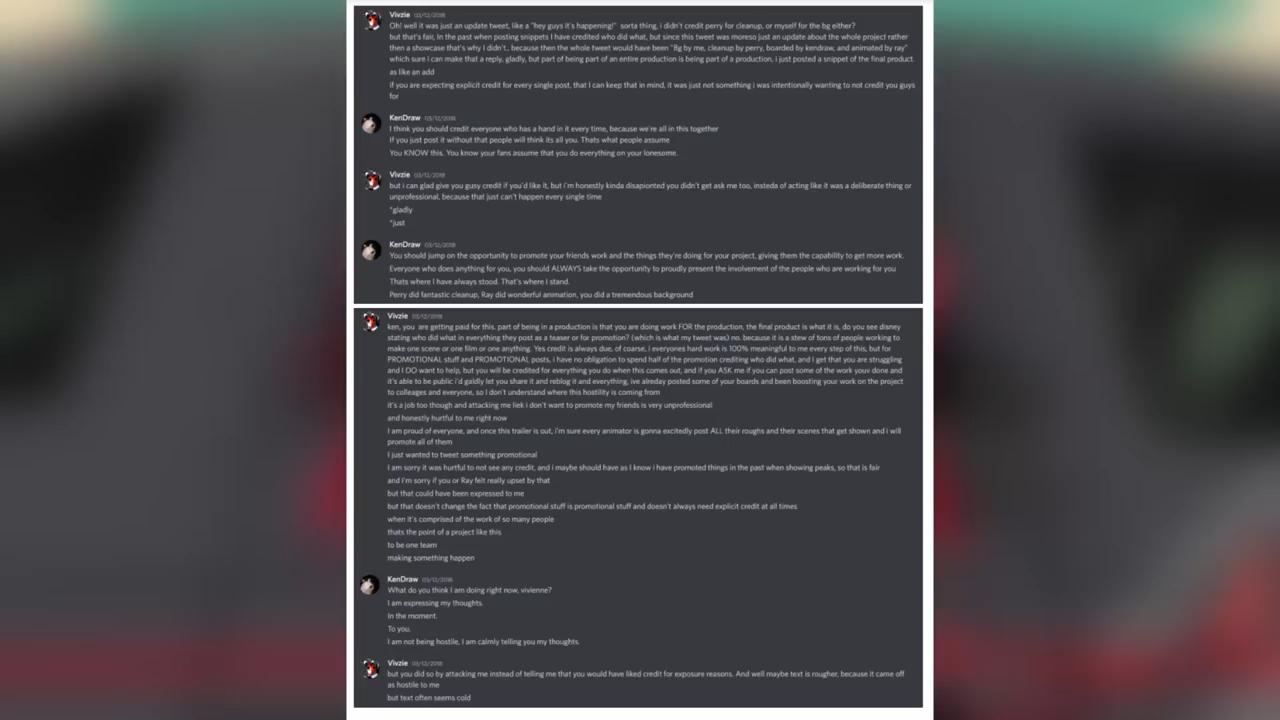 Vivzie 03/12/2018
Oh! well it was just an update tweet, like a "hey guys it's happening!" sorta thing, i didn't credit perry for cleanup, or myself for the bg either?
but that's fair, In the past when posting snippets I have credited who did what, but since this tweet was moreso just an update about the whole project rather
then a showcase that's why I didn't.. because then the whole tweet would have been "Bg by me, cleanup by perry, boarded by kendraw, and animated by ray"
which sure i can make that a reply, gladly, but part of being part of an entire production is being part of a production, i just posted a snippet of the final product.
as like an add
if you are expecting explicit credit for every single post, that I can keep that in mind, it was just not something i was intentionally wanting to not credit you guys
for
KenDraw 03/12/2018
I think you should credit everyone who has a hand in it every time, because we're all in this together
If you just post it without that people will think its all you. Thats what people assume
You KNOW this. You know your fans assume that you do everything on your lonesome.
Vivzie 03/12/2018
but i can glad give you gusy credit if you'd like it, but i'm honestly kinda disapionted you didn't get ask me too, insteda of acting like it was a deliberate thing or
unprofessional, because that just can't happen every single time
*gladly
*just
KenDraw 03/12/2018
You should jump on the opportunity to promote your friends work and the things they're doing for your project, giving them the capability to get more work.
Everyone who does anything for you, you should ALWAYS take the opportunity to proudly present the involvement of the people who are working for you
Thats where I have always stood. That's where I stand.
Perry did fantastic cleanup, Ray did wonderful animation, you did a tremendous background
Vivzie 03/12/2018
ken, you are getting paid for this. part of being in a production is that you are doing work FOR the production, the final product is what it is, do you see disney
stating who did what in everything they post as a teaser or for promotion? (which is what my tweet was) no. because it is a stew of tons of people working to
make one scene or one film or one anything. Yes credit is always due, of coarse, i everyones hard work is 100% meaningful to me every step of this, but for
PROMOTIONAL stuff and PROMOTIONAL posts, i have no obligation to spend half of the promotion crediting who did what, and i get that you are struggling
and I DO want to help, but you will be credited for everything you do when this comes out, and if you ASK me if you can post some of the work youv done and
it's able to be public i'd galdly let you share it and reblog it and everything, ive alreday posted some of your boards and been boosting your work on the project
to colleages and everyone, so I don't understand where this hostility is coming from
it's a job too though and attacking me liek i don't want to promote my friends is very unprofessional
and honestly hurtful to me right now
I am proud of everyone, and once this trailer is out, i'm sure every animator is gonna excitedly post ALL their roughs and their scenes that get shown and i will
promote all of them
I just wanted to tweet something promotional
I am sorry it was hurtful to not see any credit, and i maybe should have as I know i have promoted things in the past when showing peaks, so that is fair
and i'm sorry if you or Ray felt really upset by that
but that could have been expressed to me
but that doesn't change the fact that promotional stuff is promotional stuff and doesn't always need explicit credit at all times
when it's comprised of the work of so many people
thats the point of a project like this
to be one team
making something happen
KenDraw 03/12/2018
What do you think I am doing right now, vivienne?
I am expressing my thoughts.
In the moment.
To you.
I am not being hostile, I am calmly telling you my thoughts.
Vivzie 03/12/2018
but you did so by attacking me instead of telling me that you would have liked credit for exposure reasons. And well maybe text is rougher, because it came off
as hostile to me
but text often seems cold